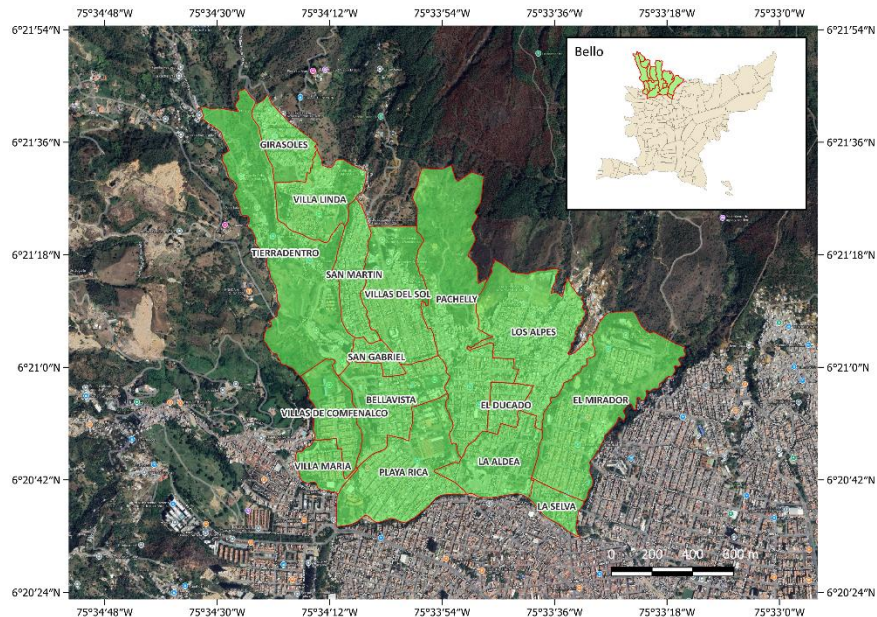 75°34'48"O 75°34'30"O 75°34'12"O 75°33'54"O 75°33'36"O 75°33'18"O 75°33'0"O
6°21'54"N 6°21'54"N
Bello
6°21'36"N 6°21'36"N
GIRASOLES
VILLA LINDA
TIERRADENTRO
6°21'18"N 6°21'18"N
SAN MARTIN
VILLAS DEL SOL
PACHELLY
LOS ALPES
SAN GABRIEL
6°21'0"N 6°21'0"N
BELLAVISTA
EL DUCADO
EL MIRADOR
VILLAS DE COMFENALCO
VILLA MARIA
PLAYA RICA
LA ALDEA
6°20'42"N 6°20'42"N
LA SELVA
0 200 400 600 m
6°20'24"N 6°20'24"N
75°34'48"O 75°34'30"O 75°34'12"O 75°33'54"O 75°33'36"O 75°33'18"O 75°33'0"O